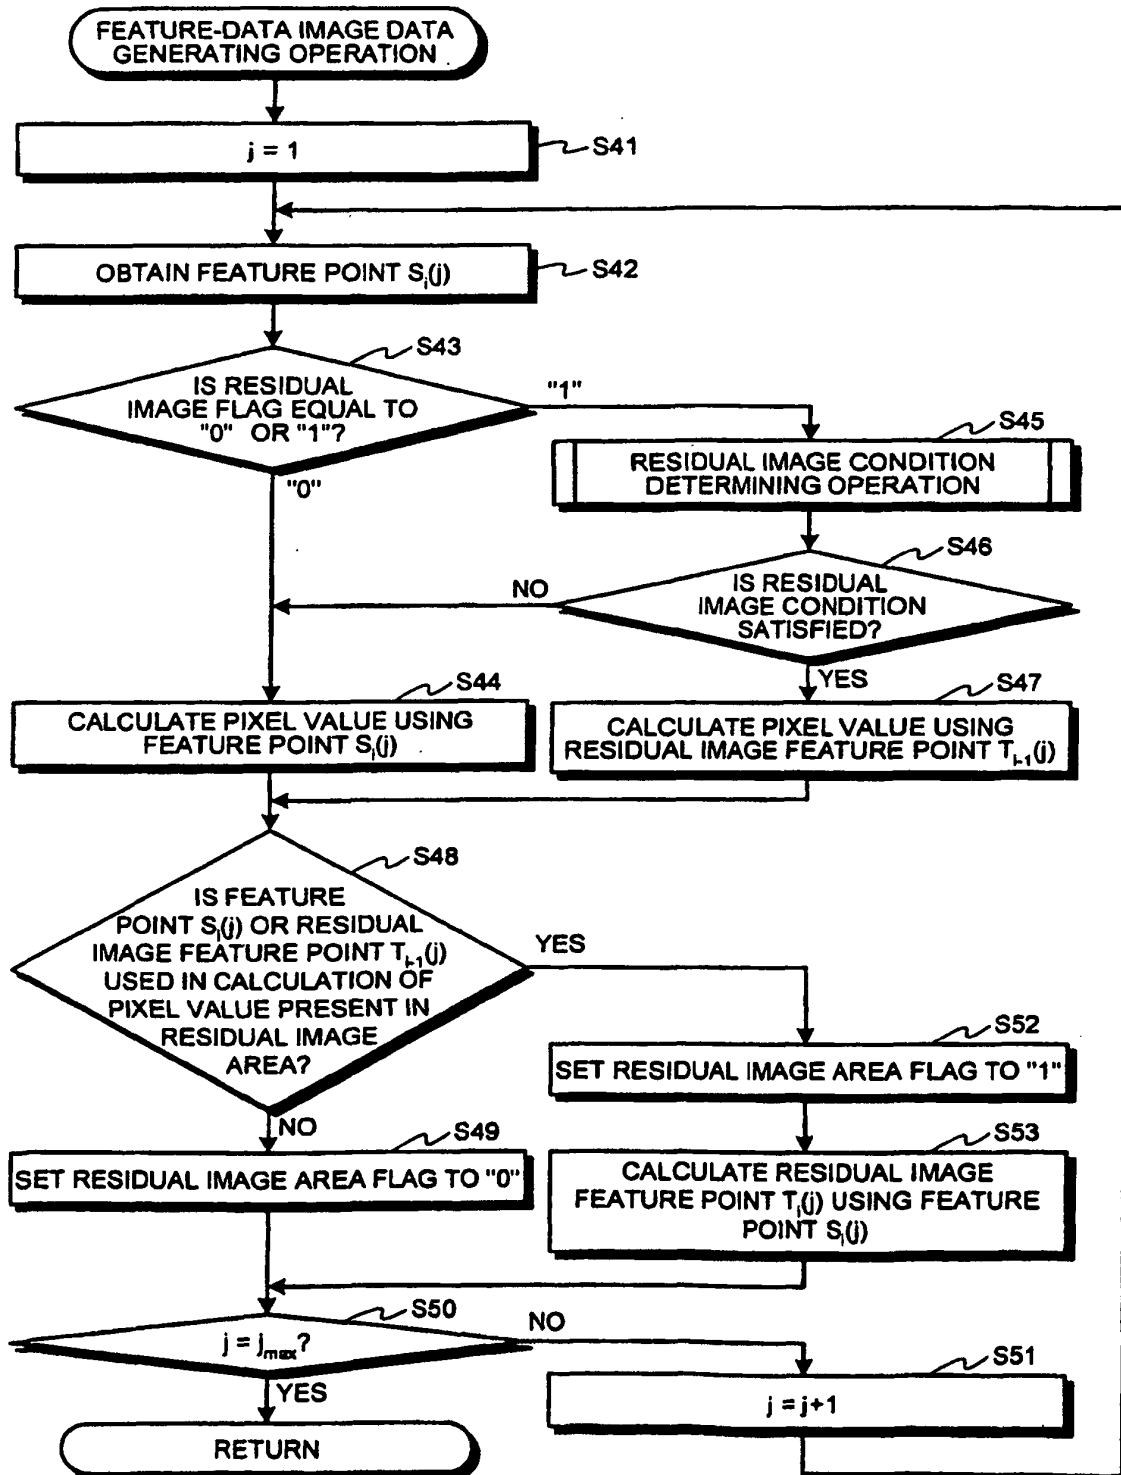 FEATURE-DATA IMAGE DATA
GENERATING OPERATION
j = 1
S41
OBTAIN FEATURE POINT Si(j)
S42
S43
IS RESIDUAL
IMAGE FLAG EQUAL TO
"0" OR "1"?
"1"
"0"
S45
RESIDUAL IMAGE CONDITION
DETERMINING OPERATION
S46
IS RESIDUAL
IMAGE CONDITION
SATISFIED?
NO
YES
S44
CALCULATE PIXEL VALUE USING
FEATURE POINT Si(j)
S47
CALCULATE PIXEL VALUE USING
RESIDUAL IMAGE FEATURE POINT Ti-1(j)
S48
IS FEATURE
POINT Si(j) OR RESIDUAL
IMAGE FEATURE POINT Ti-1(j)
USED IN CALCULATION OF
PIXEL VALUE PRESENT IN
RESIDUAL IMAGE
AREA?
YES
NO
S52
SET RESIDUAL IMAGE AREA FLAG TO "1"
S49
SET RESIDUAL IMAGE AREA FLAG TO "0"
S53
CALCULATE RESIDUAL IMAGE
FEATURE POINT Ti(j) USING FEATURE
POINT Si(j)
S50
j = jmax?
NO
YES
S51
j = j+1
RETURN